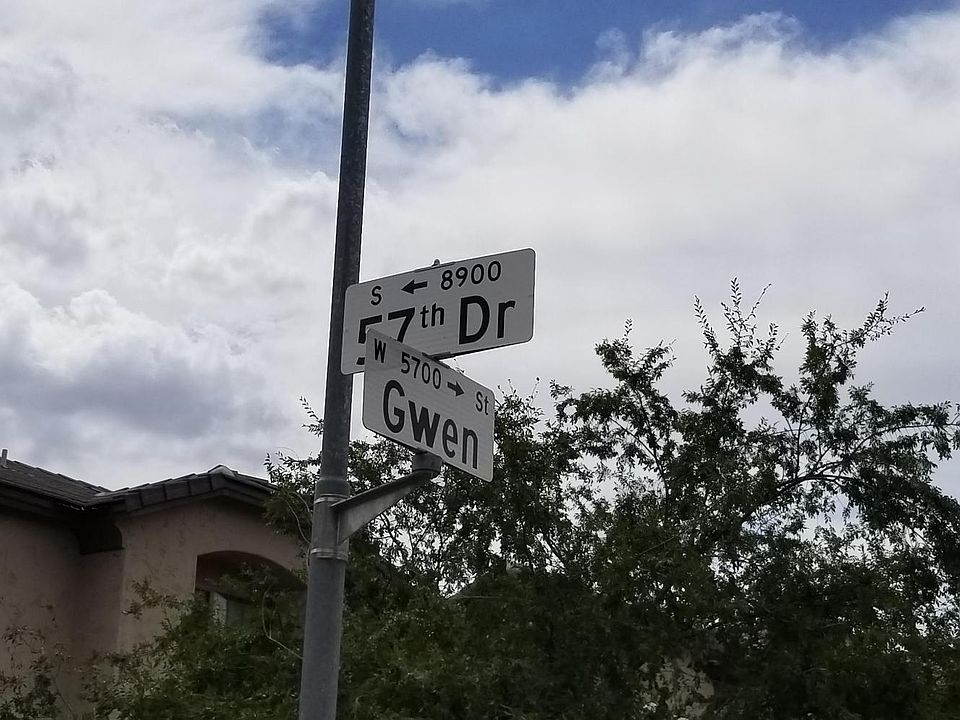 S ← 8900
57th Dr
W 5700 → St
Gwen